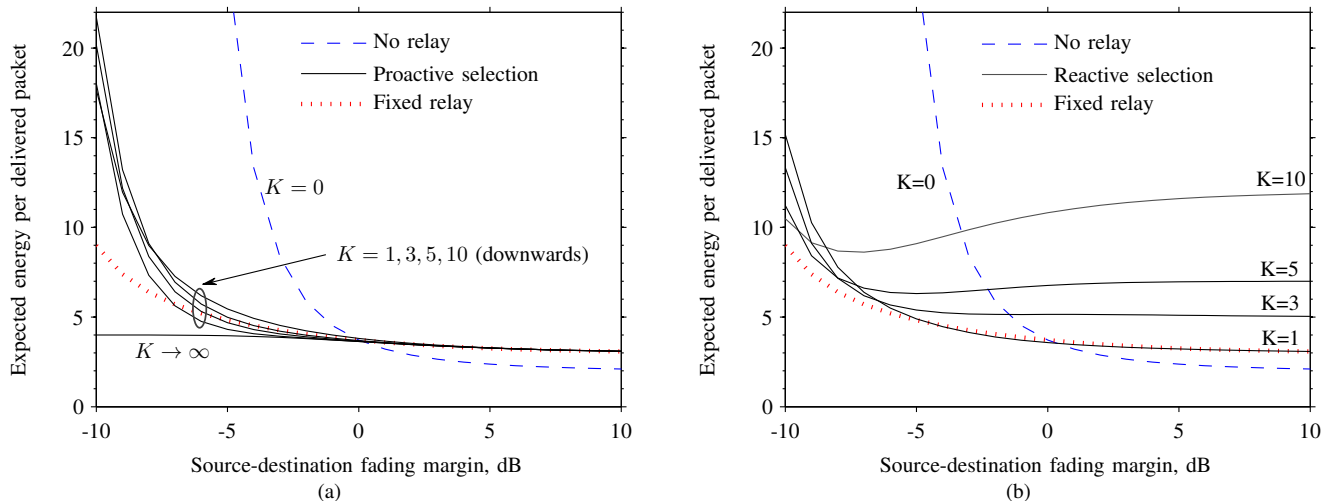 Expected energy per delivered packet
20
15
10
5
0
-10
-5
0
5
10
No relay
Proactive selection
Fixed relay
K = 0
K = 1, 3, 5, 10 (downwards)
K → ∞
Source-destination fading margin, dB
(a)
Expected energy per delivered packet
20
15
10
5
0
-10
-5
0
5
10
No relay
Reactive selection
Fixed relay
K=0
K=10
K=5
K=3
K=1
Source-destination fading margin, dB
(b)